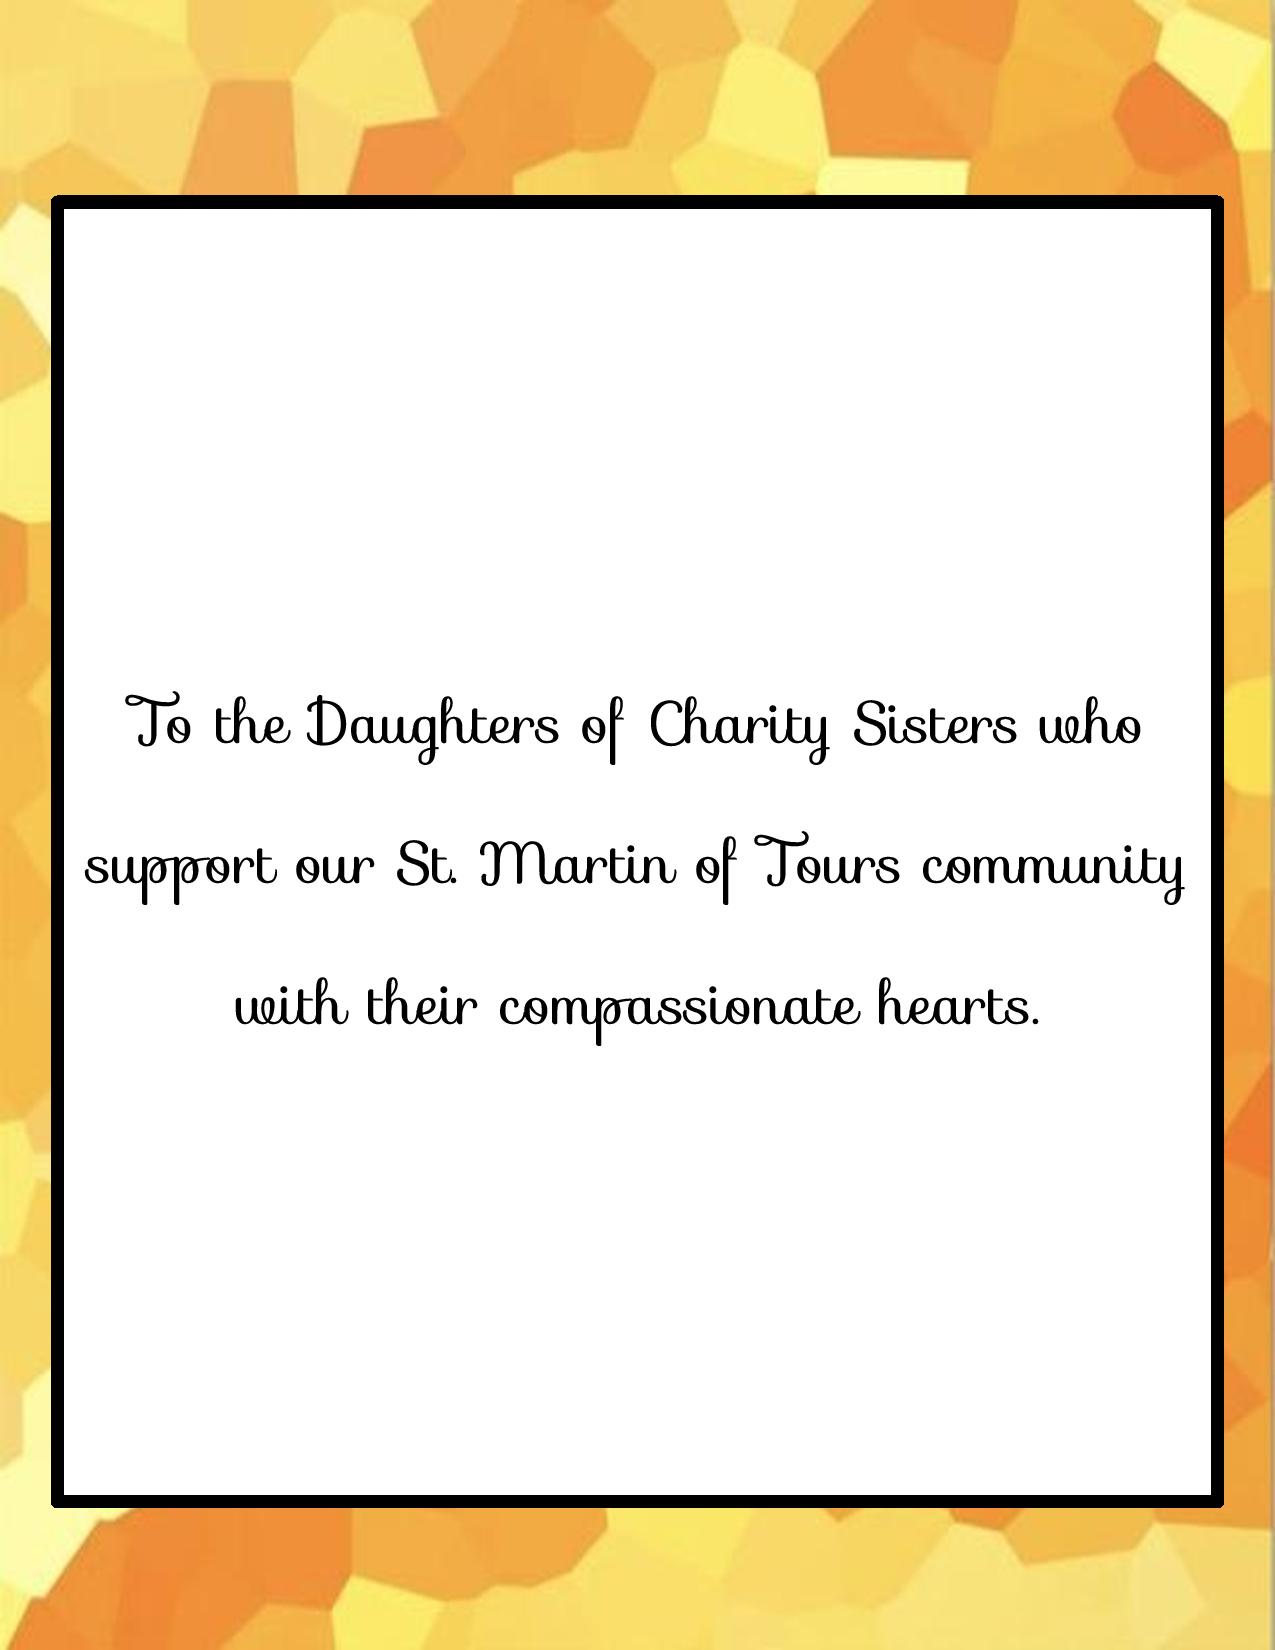 To the Daughters of Charity Sisters who
support our St. Martin of Tours community
with their compassionate hearts.